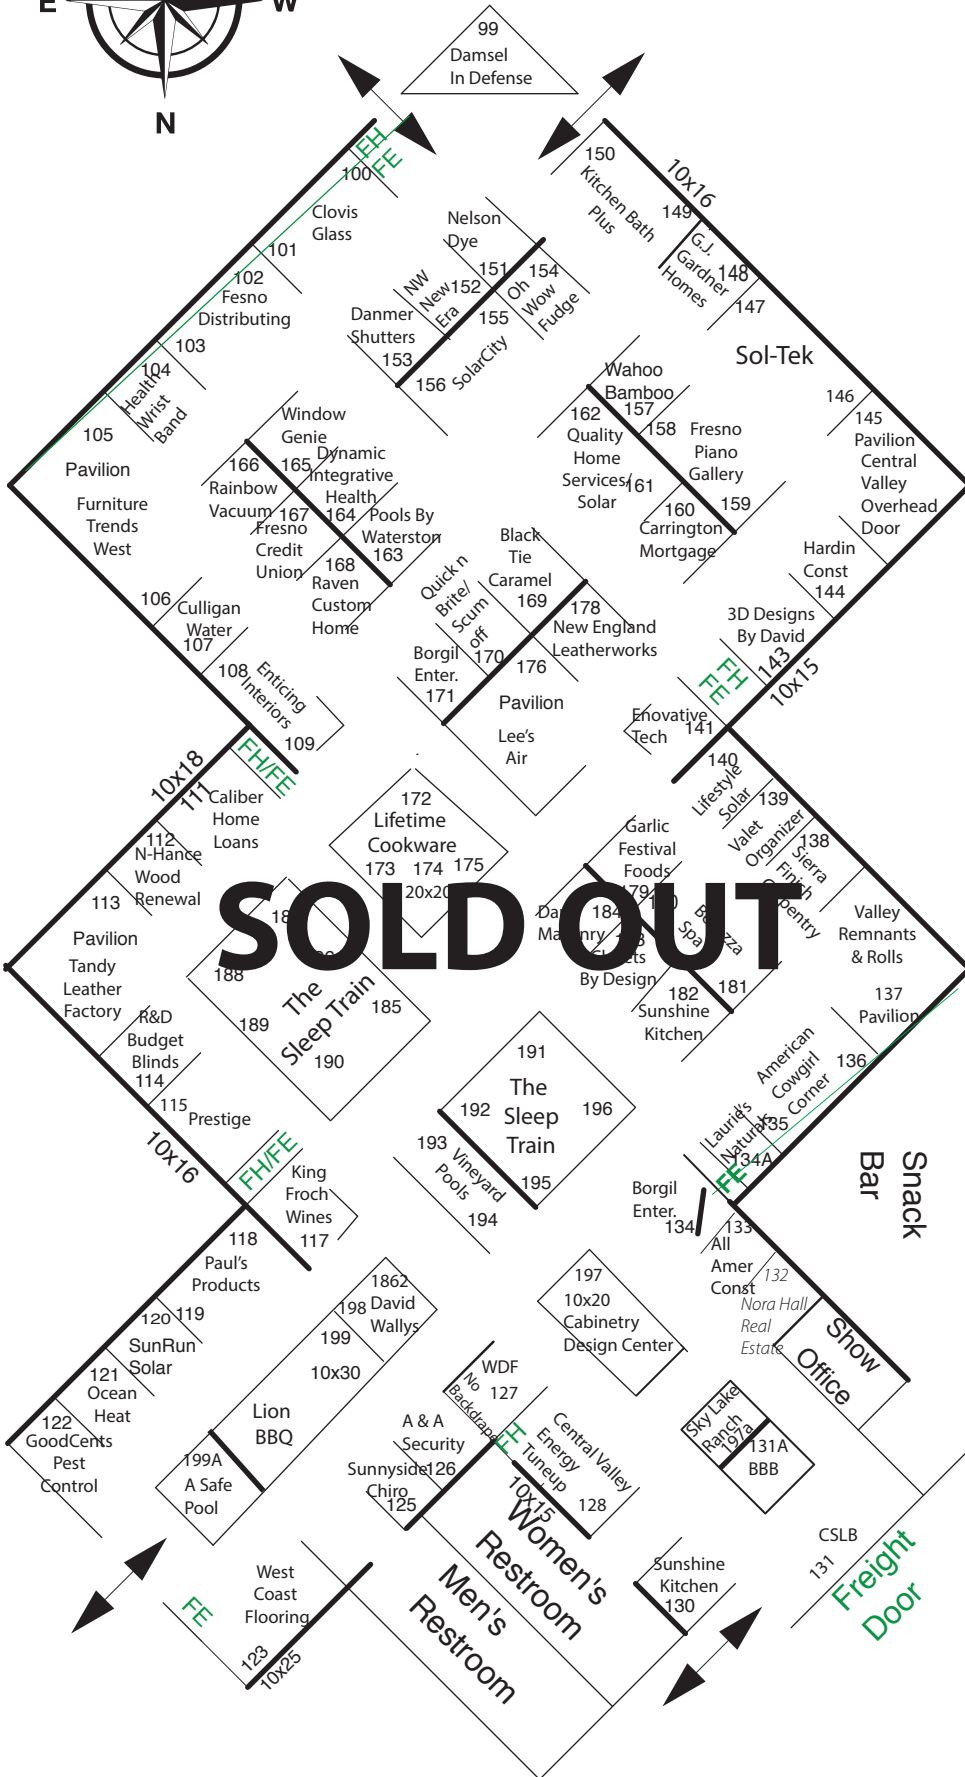 E
W
N
99
Damsel
In Defense
FH
FE
100
Clovis
Glass
101
102
Fesno
Distributing
103
104
Health
Wrist
Band
105
Pavilion
Furniture
Trends
West
106
Culligan
Water
107
108
Enticing
Interiors
109
150
Kitchen Bath
Plus
10x16
149
G.J.
Gardner
Homes
148
147
Sol-Tek
146
145
Pavilion
Central
Valley
Overhead
Door
Hardin
Const
144
3D Designs
By David
143
10x15
FH
FE
Enovative
Tech
141
Nelson
Dye
151
NW
New
Era
152
Danmer
Shutters
153
154
Oh
Wow
Fudge
155
SolarCity
156
Wahoo
Bamboo
157
158
Fresno
Piano
Gallery
159
160
Carrington
Mortgage
162
Quality
Home
Services/
Solar
161
Window
Genie
165
Dynamic
Integrative
Health
164
Pools By
Waterston
163
166
Rainbow
Vacuum
167
Fresno
Credit
Union
168
Raven
Custom
Home
Black
Tie
Caramel
169
Quick n
Brite/
Scum
off
170
Borgil
Enter.
171
178
New England
Leatherworks
176
Pavilion
Lee's
Air
FH/FE
10x18
111
Caliber
Home
Loans
112
N-Hance
Wood
Renewal
113
Pavilion
Tandy
Leather
Factory
R&D
Budget
Blinds
114
115
Prestige
10x16
FH/FE
King
Froch
Wines
117
172
Lifetime
Cookware
173
174
175
20x20
SOLD OUT
188
189
The
Sleep Train
185
190
Garlic
Festival
Foods
179
184
Closets
By Design
Spa
181
182
Sunshine
Kitchen
140
Lifestyle
Solar
139
Valet
Organizer
138
Sierra
Finish
Carpentry
Valley
Remnants
& Rolls
137
Pavilion
136
American
Cowgirl
Corner
135
Laurie's
Naturals
134A
FE
Snack
Bar
191
192
The
Sleep
Train
196
195
193
Vineyard
Pools
194
Borgil
Enter.
134
133
All
Amer
Const
132
Nora Hall
Real
Estate
Show
Office
118
Paul's
Products
119
120
SunRun
Solar
121
Ocean
Heat
122
GoodCents
Pest
Control
1862
David
Wallys
198
199
10x30
Lion
BBQ
199A
A Safe
Pool
197
10x20
Cabinetry
Design Center
WDF
127
No
Backdrape
FH
A & A
Security
126
Sunnyside
Chiro
125
Central Valley
Energy
Tuneup
10x15
128
Women's
Restroom
Men's
Restroom
Sky Lake
Ranch
197a
131A
BBB
CSLB
131
Freight
Door
Sunshine
Kitchen
130
West
Coast
Flooring
FE
123
10x25